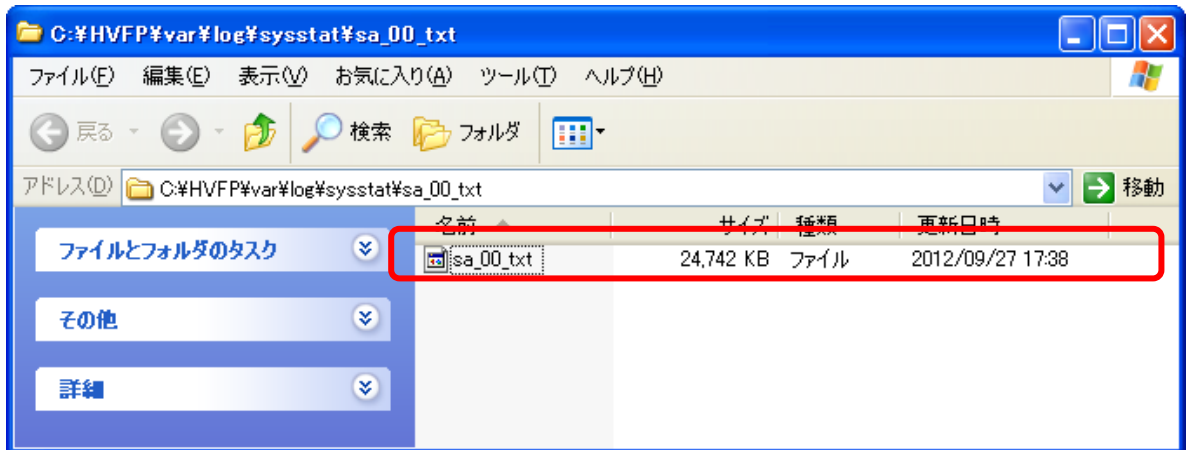 C:¥HVFP¥var¥log¥sysstat¥sa_00_txt
ファイル(F) 編集(E) 表示(V) お気に入り(A) ツール(T) ヘルプ(H)
戻る 検索 フォルダ
アドレス(D) C:¥HVFP¥var¥log¥sysstat¥sa_00_txt 移動
名前 サイズ 種類 更新日時
ファイルとフォルダのタスク
sa_00_txt 24,742 KB ファイル 2012/09/27 17:38
その他
詳細